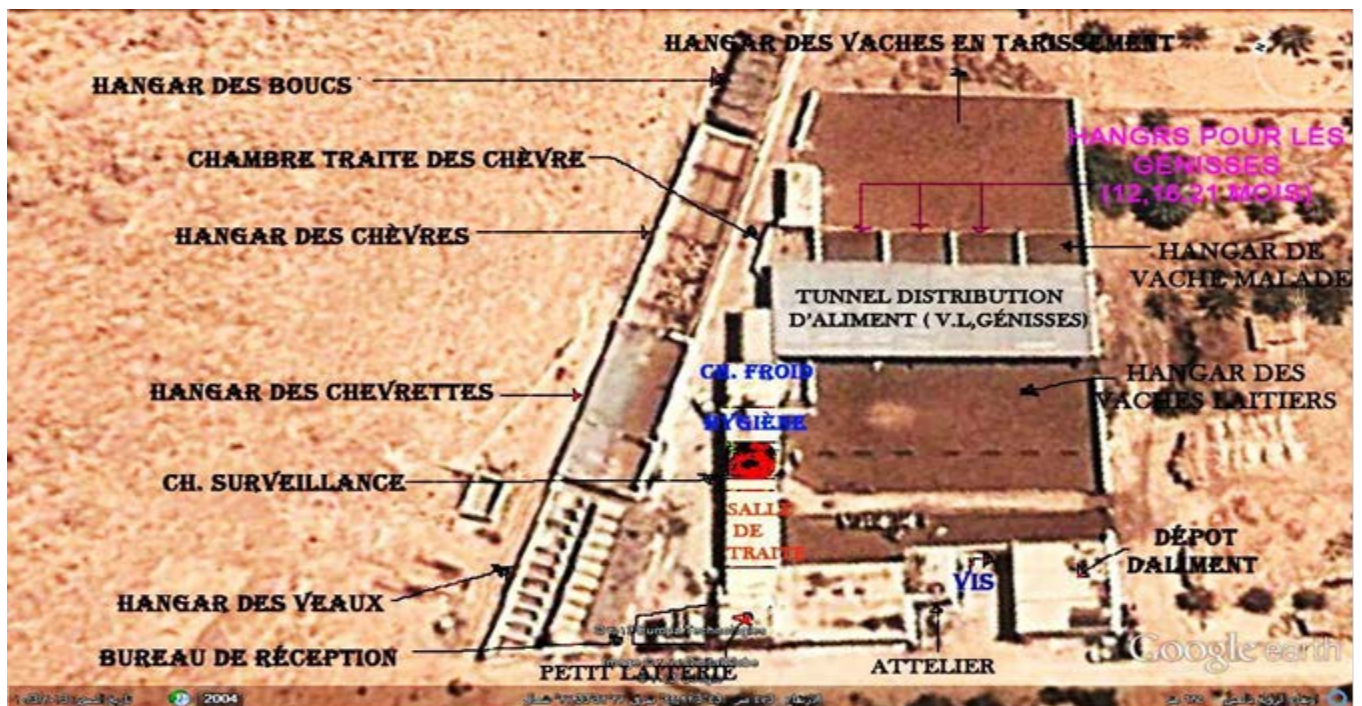 HANGAR DES VACHES EN TARISSEMENT
HANGAR DES BOUCS
HANGRS POUR LES
GÉNISSES
(12,16,21 MOIS)
CHAMBRE TRAITE DES CHÈVRE
HANGAR DES CHÈVRES
HANGAR DE
VACHE MALADE
TUNNEL DISTRIBUTION
D'ALIMENT ( V.L,GÉNISSES)
CH. FROID
HANGAR DES
VACHES LAITIERS
HANGAR DES CHEVRETTES
HYGIÈNE
CH. SURVEILLANCE
SALLE
DE
TRAITE
DÉPOT
DALIMENT
VIS
HANGAR DES VEAUX
BUREAU DE RÉCEPTION
PETIT LAITERIE
ATTELIER
Google earth
2004